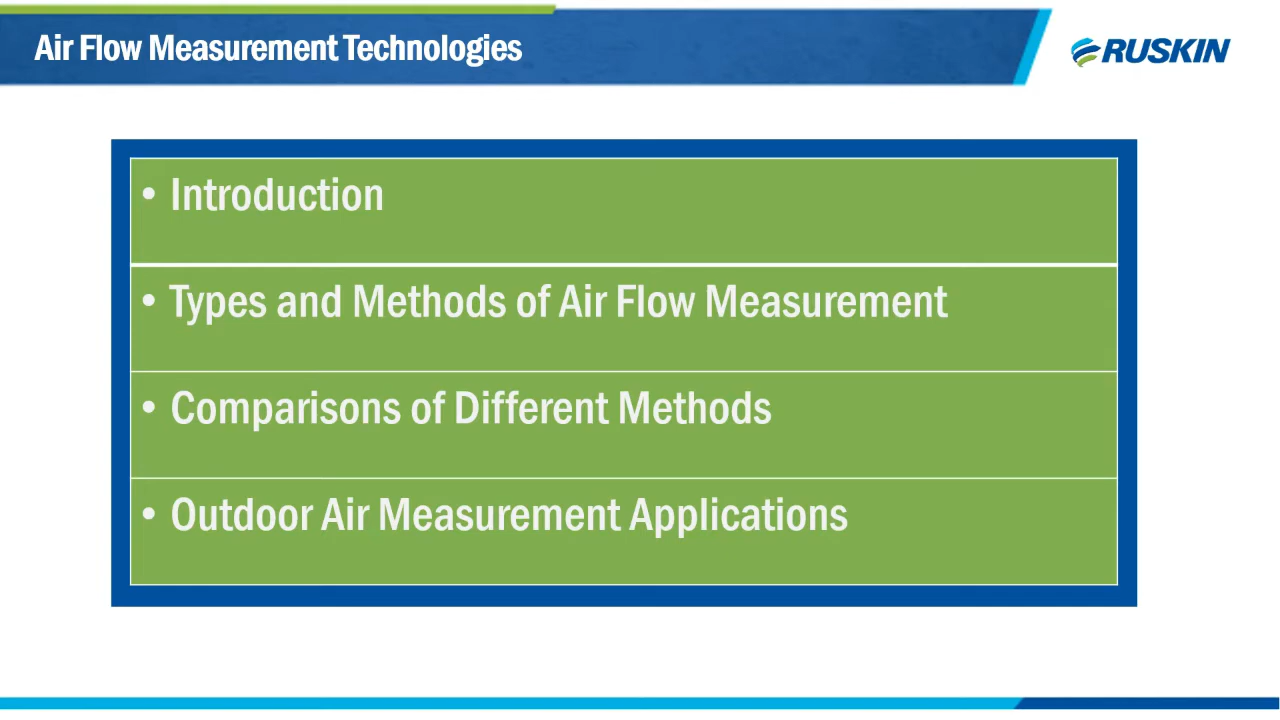 Air Flow Measurement Technologies
RUSKIN
• Introduction
• Types and Methods of Air Flow Measurement
• Comparisons of Different Methods
• Outdoor Air Measurement Applications